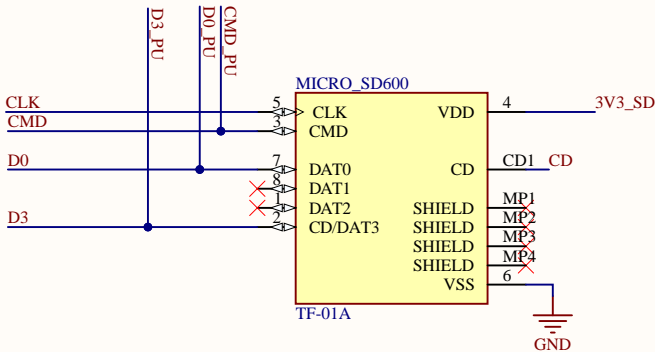 D3_PU
D0_PU
CMD_PU
MICRO_SD600
CLK
5
CLK
VDD
4
3V3_SD
CMD
3
CMD
D0
7
DAT0
CD
CD1
CD
8
DAT1
1
DAT2
SHIELD
MP1
D3
2
CD/DAT3
SHIELD
MP2
SHIELD
MP3
SHIELD
MP4
VSS
6
TF-01A
GND